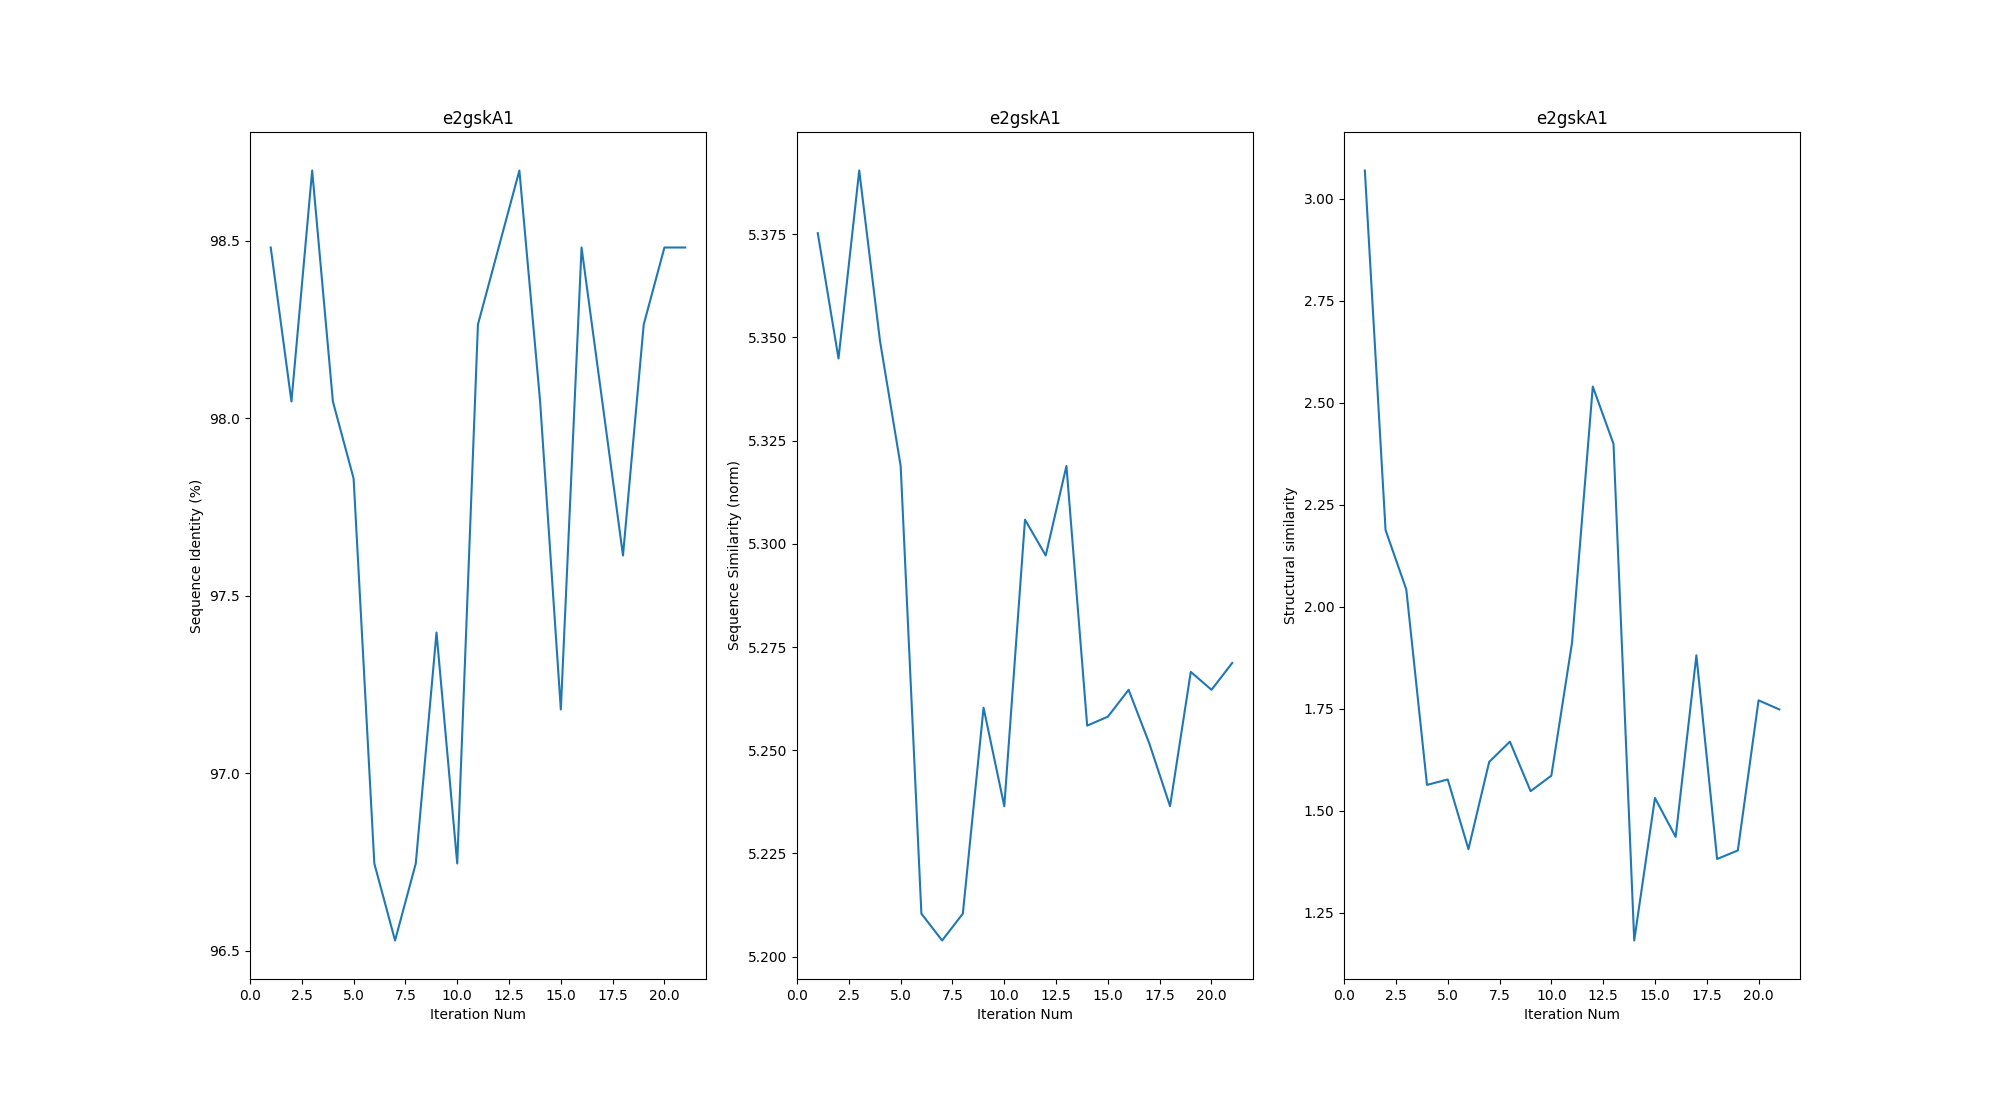 e2gskA1
98.5
98.0
97.5
97.0
96.5
Sequence Identity (%)
0.0 2.5 5.0 7.5 10.0 12.5 15.0 17.5 20.0
Iteration Num
e2gskA1
5.375
5.350
5.325
5.300
5.275
5.250
5.225
5.200
Sequence Similarity (norm)
0.0 2.5 5.0 7.5 10.0 12.5 15.0 17.5 20.0
Iteration Num
e2gskA1
3.00
2.75
2.50
2.25
2.00
1.75
1.50
1.25
Structural similarity
0.0 2.5 5.0 7.5 10.0 12.5 15.0 17.5 20.0
Iteration Num